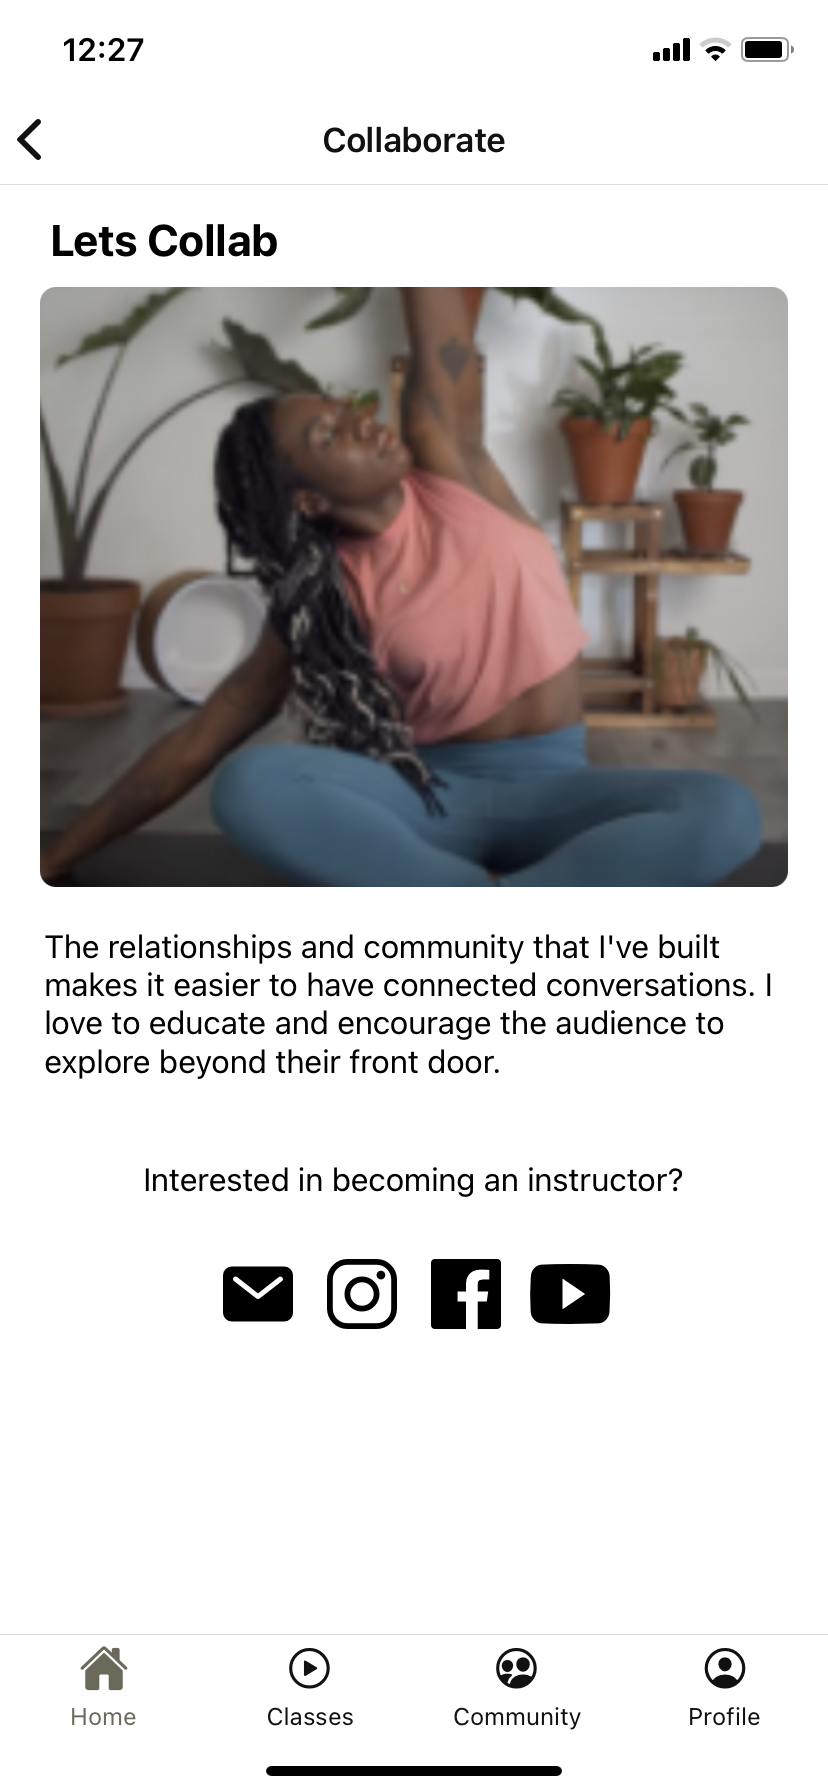 12:27
Collaborate
Lets Collab
The relationships and community that I've built
makes it easier to have connected conversations. I
love to educate and encourage the audience to
explore beyond their front door.
Interested in becoming an instructor?
Home
Classes
Community
Profile